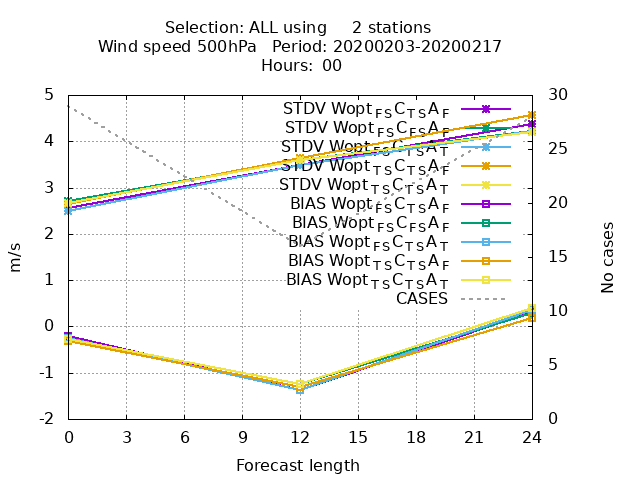 Selection: ALL using 2 stations
Wind speed 500hPa Period: 20200203-20200217
Hours: 00
5 30
STDV Wopt FS C TS A F
STDV Wopt FS C FS A F
4 STDV Wopt FS C TS A T 25
STDV Wopt TS C TS A F
STDV Wopt TS C TS A T
3 BIAS Wopt FS C TS A F 20
BIAS Wopt FS C FS A F
2 BIAS Wopt FS C TS A T 15
BIAS Wopt TS C TS A F
1 BIAS Wopt TS C TS A T
CASES
0 10
-1 5
-2 0
m/s
No cases
0 3 6 9 12 15 18 21 24
Forecast length